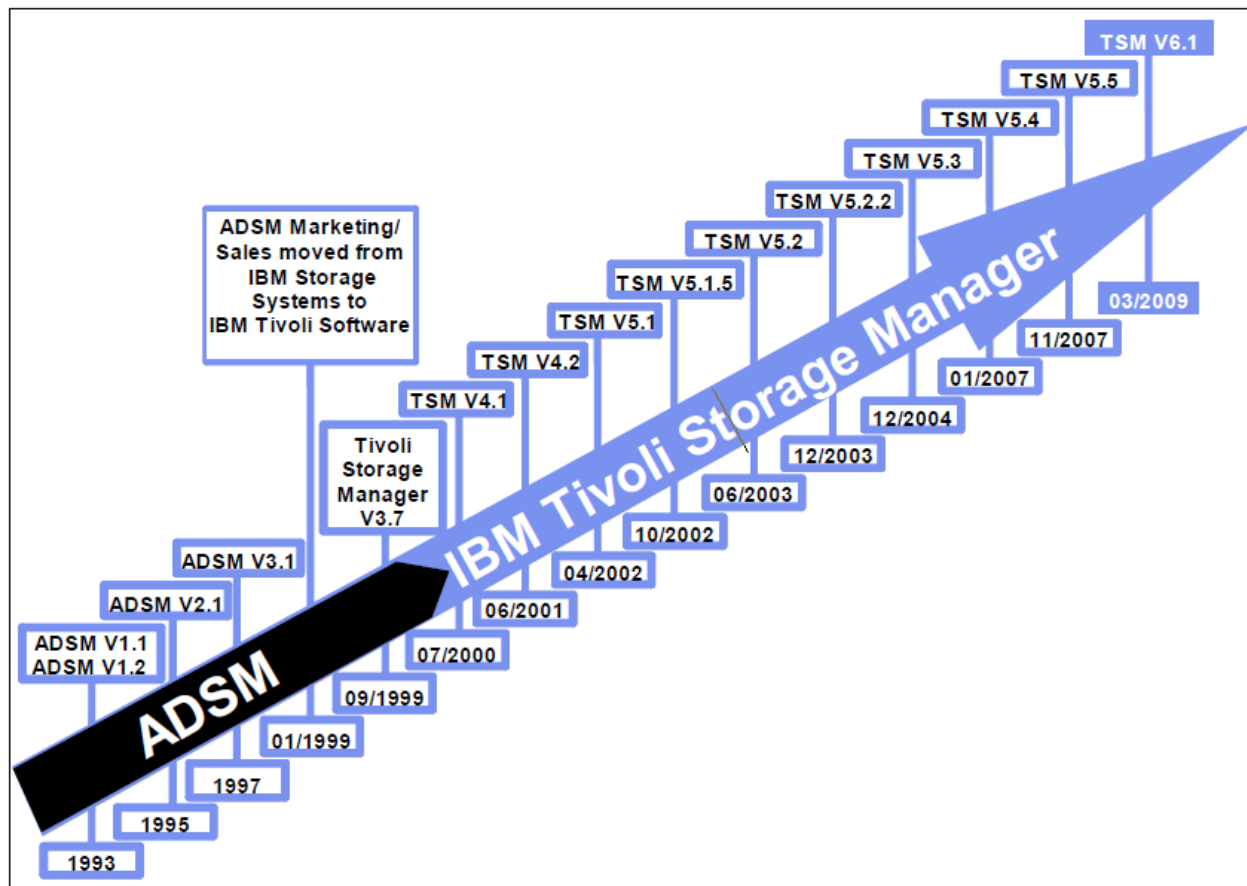 TSM V6.1
TSM V5.5
TSM V5.4
TSM V5.3
TSM V5.2.2
TSM V5.2
TSM V5.1.5
TSM V5.1
TSM V4.2
TSM V4.1
ADSM Marketing/
Sales moved from
IBM Storage
Systems to
IBM Tivoli Software
Tivoli
Storage
Manager
V3.7
ADSM V3.1
ADSM V2.1
ADSM V1.1
ADSM V1.2
ADSM
IBM Tivoli Storage Manager
03/2009
11/2007
01/2007
12/2004
12/2003
06/2003
10/2002
04/2002
06/2001
07/2000
09/1999
01/1999
1997
1995
1993